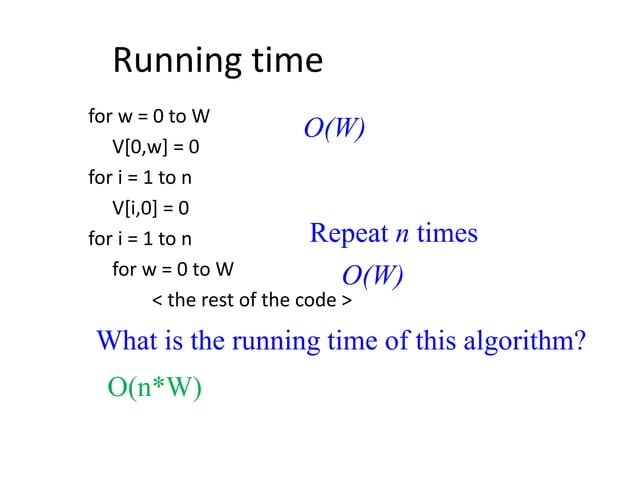 Running time
for w = 0 to W
O(W)
V[0,w] = 0
for i = 1 to n
V[i,0] = 0
for i = 1 to n
Repeat n times
for w = 0 to W
O(W)
< the rest of the code >
What is the running time of this algorithm?
O(n*W)